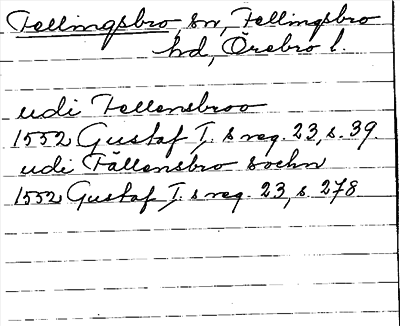 Fellingsbro, sn, Fellingsbro
hd, Örebro l.
udi Fellensbroo
1552 Gustaf I. s reg. 23, s. 39
udi Fällensbro sochn
1552 Gustaf I. s reg. 23, s. 278